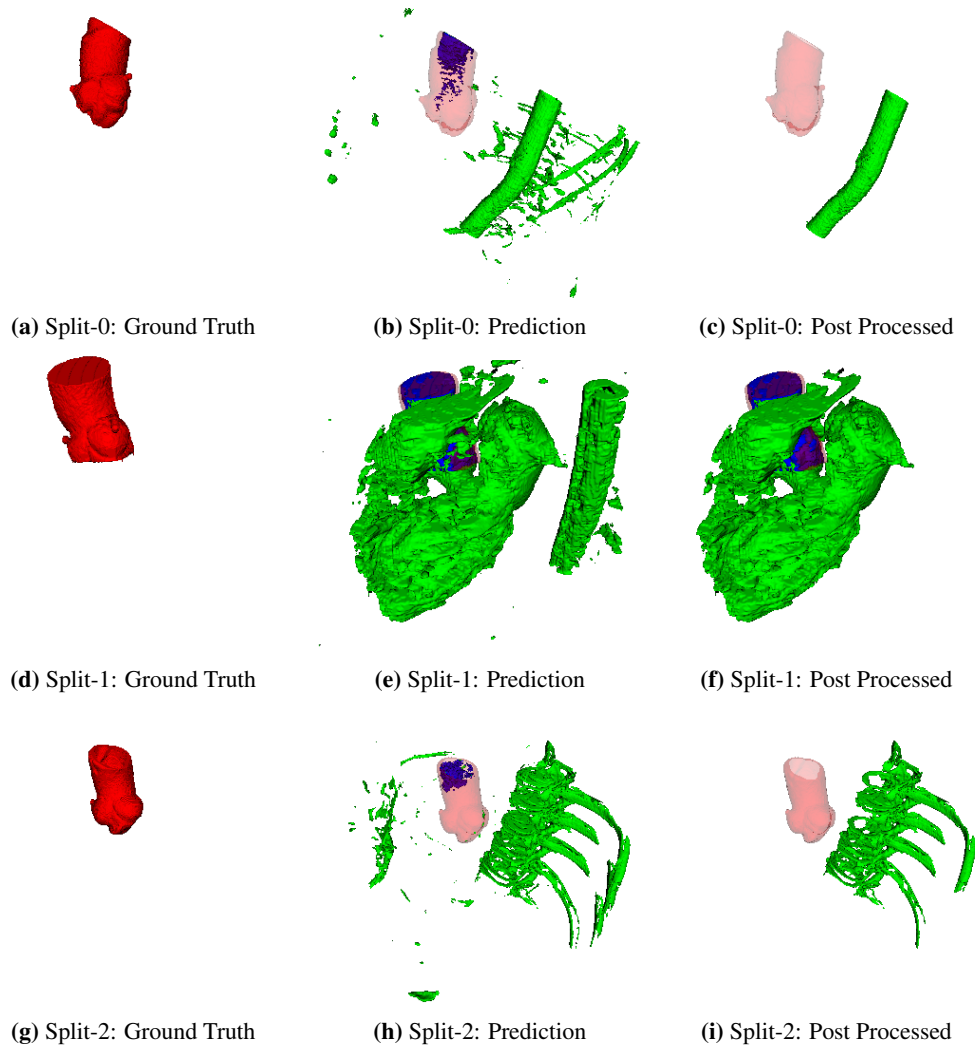 (a) Split-0: Ground Truth
(b) Split-0: Prediction
(c) Split-0: Post Processed
(d) Split-1: Ground Truth
(e) Split-1: Prediction
(f) Split-1: Post Processed
(g) Split-2: Ground Truth
(h) Split-2: Prediction
(i) Split-2: Post Processed